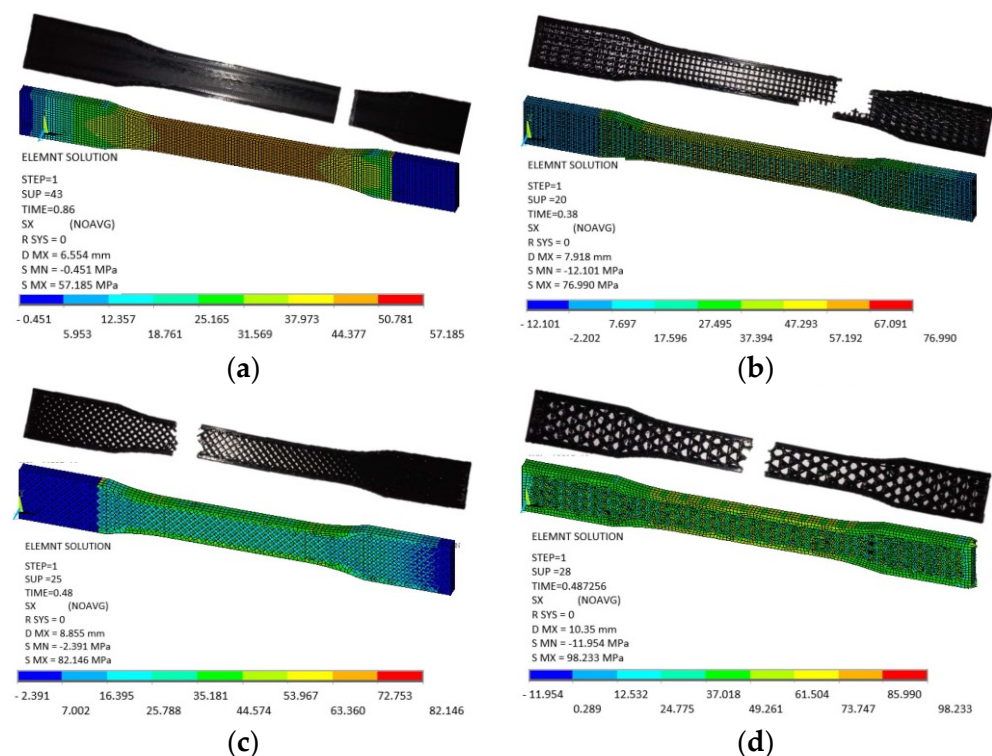 ELEMNT SOLUTION
STEP=1
SUP =43
TIME=0.86
SX (NOAVG)
R SYS = 0
D MX = 6.554 mm
S MN = -0.451 MPa
S MX = 57.185 MPa
- 0.451 12.357 25.165 37.973 50.781
5.953 18.761 31.569 44.377 57.185
(a)
ELEMNT SOLUTION
STEP=1
SUP =20
TIME=0.38
SX (NOAVG)
R SYS = 0
D MX = 7.918 mm
S MN = -12.101 MPa
S MX = 76.990 MPa
- 12.101 7.697 27.495 47.293 67.091
-2.202 17.596 37.394 57.192 76.990
(b)
ELEMNT SOLUTION
STEP=1
SUP =25
TIME=0.48
SX (NOAVG)
R SYS = 0
D MX = 8.855 mm
S MN = -2.391 MPa
S MX = 82.146 MPa
- 2.391 16.395 35.181 53.967 72.753
7.002 25.788 44.574 63.360 82.146
(c)
ELEMNT SOLUTION
STEP=1
SUP =28
TIME=0.487256
SX (NOAVG)
R SYS = 0
D MX = 10.35 mm
S MN = -11.954 MPa
S MX = 98.233 MPa
- 11.954 12.532 37.018 61.504 85.990
0.289 24.775 49.261 73.747 98.233
(d)